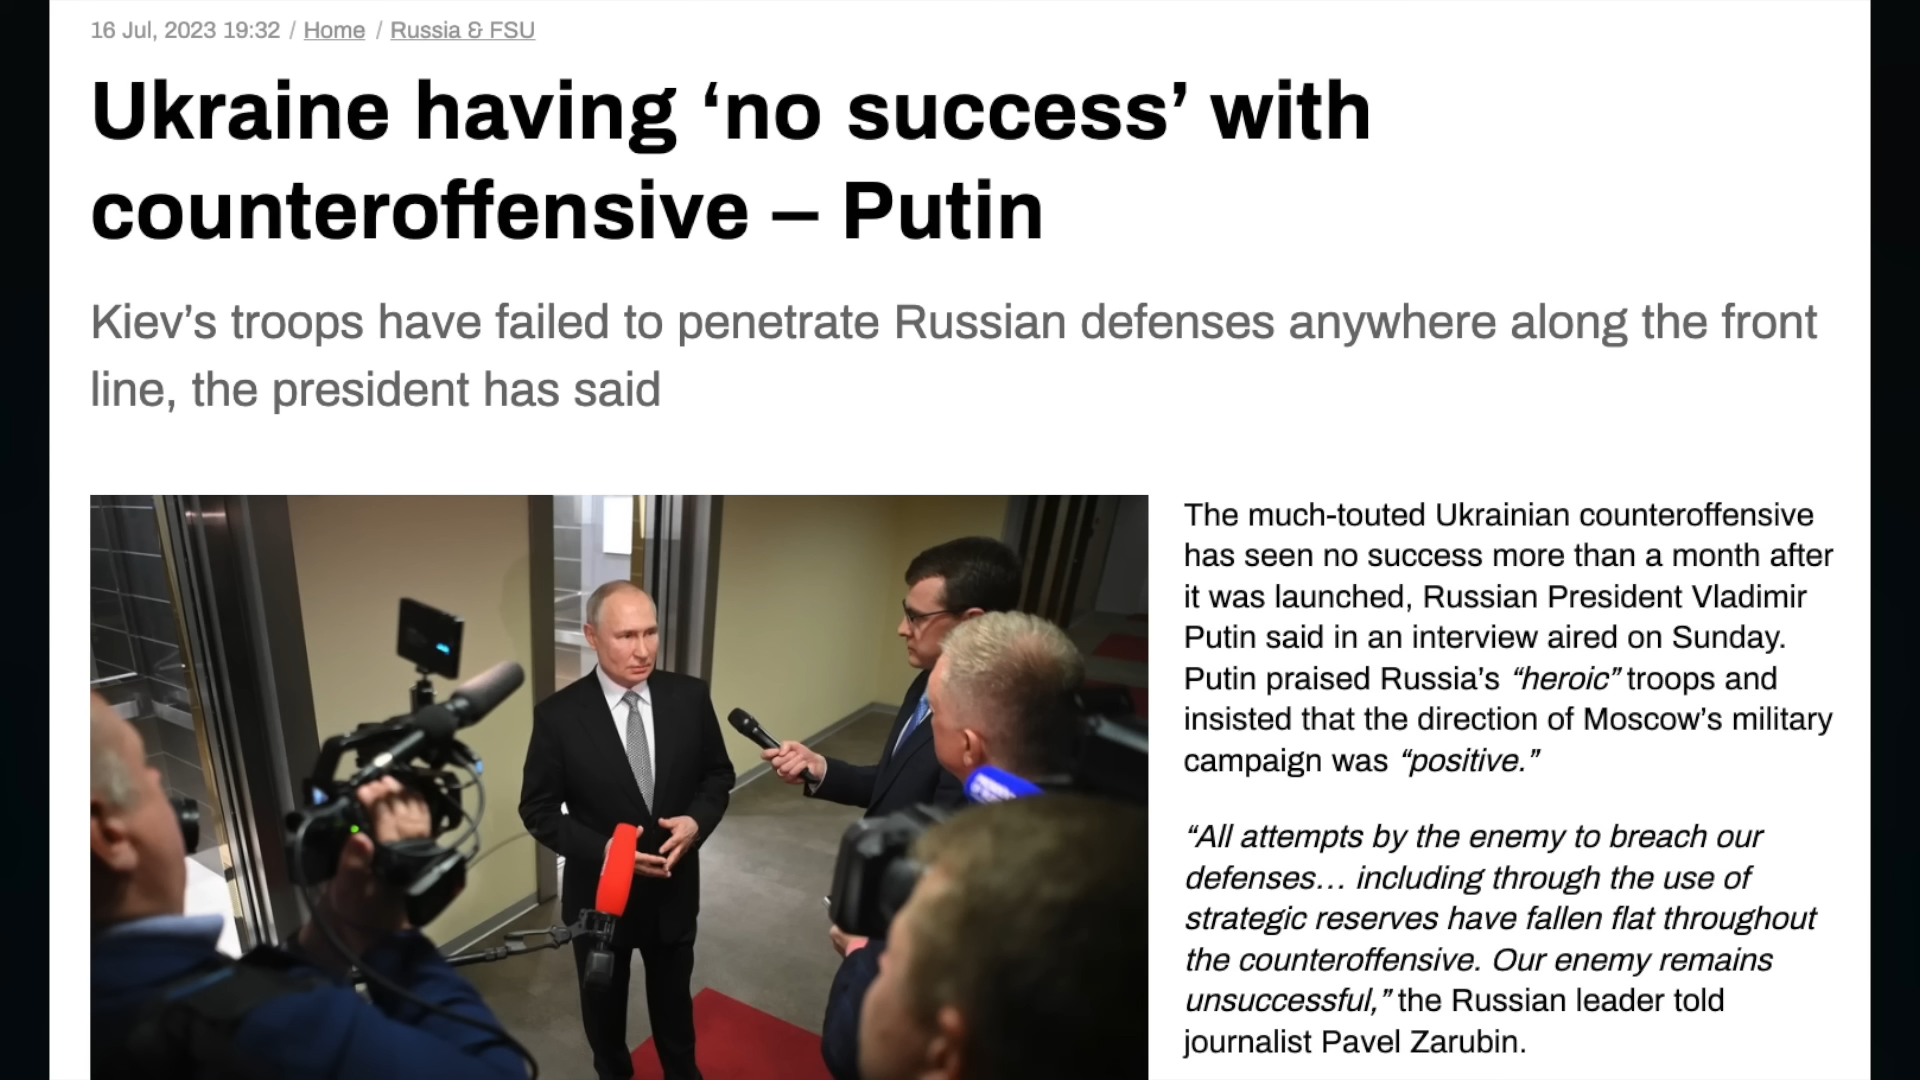 16 Jul, 2023 19:32 / Home / Russia & FSU
Ukraine having ‘no success’ with
counteroffensive – Putin
Kiev’s troops have failed to penetrate Russian defenses anywhere along the front
line, the president has said
The much-touted Ukrainian counteroffensive
has seen no success more than a month after
it was launched, Russian President Vladimir
Putin said in an interview aired on Sunday.
Putin praised Russia’s “heroic” troops and
insisted that the direction of Moscow’s military
campaign was “positive.”
“All attempts by the enemy to breach our
defenses… including through the use of
strategic reserves have fallen flat throughout
the counteroffensive. Our enemy remains
unsuccessful,” the Russian leader told
journalist Pavel Zarubin.